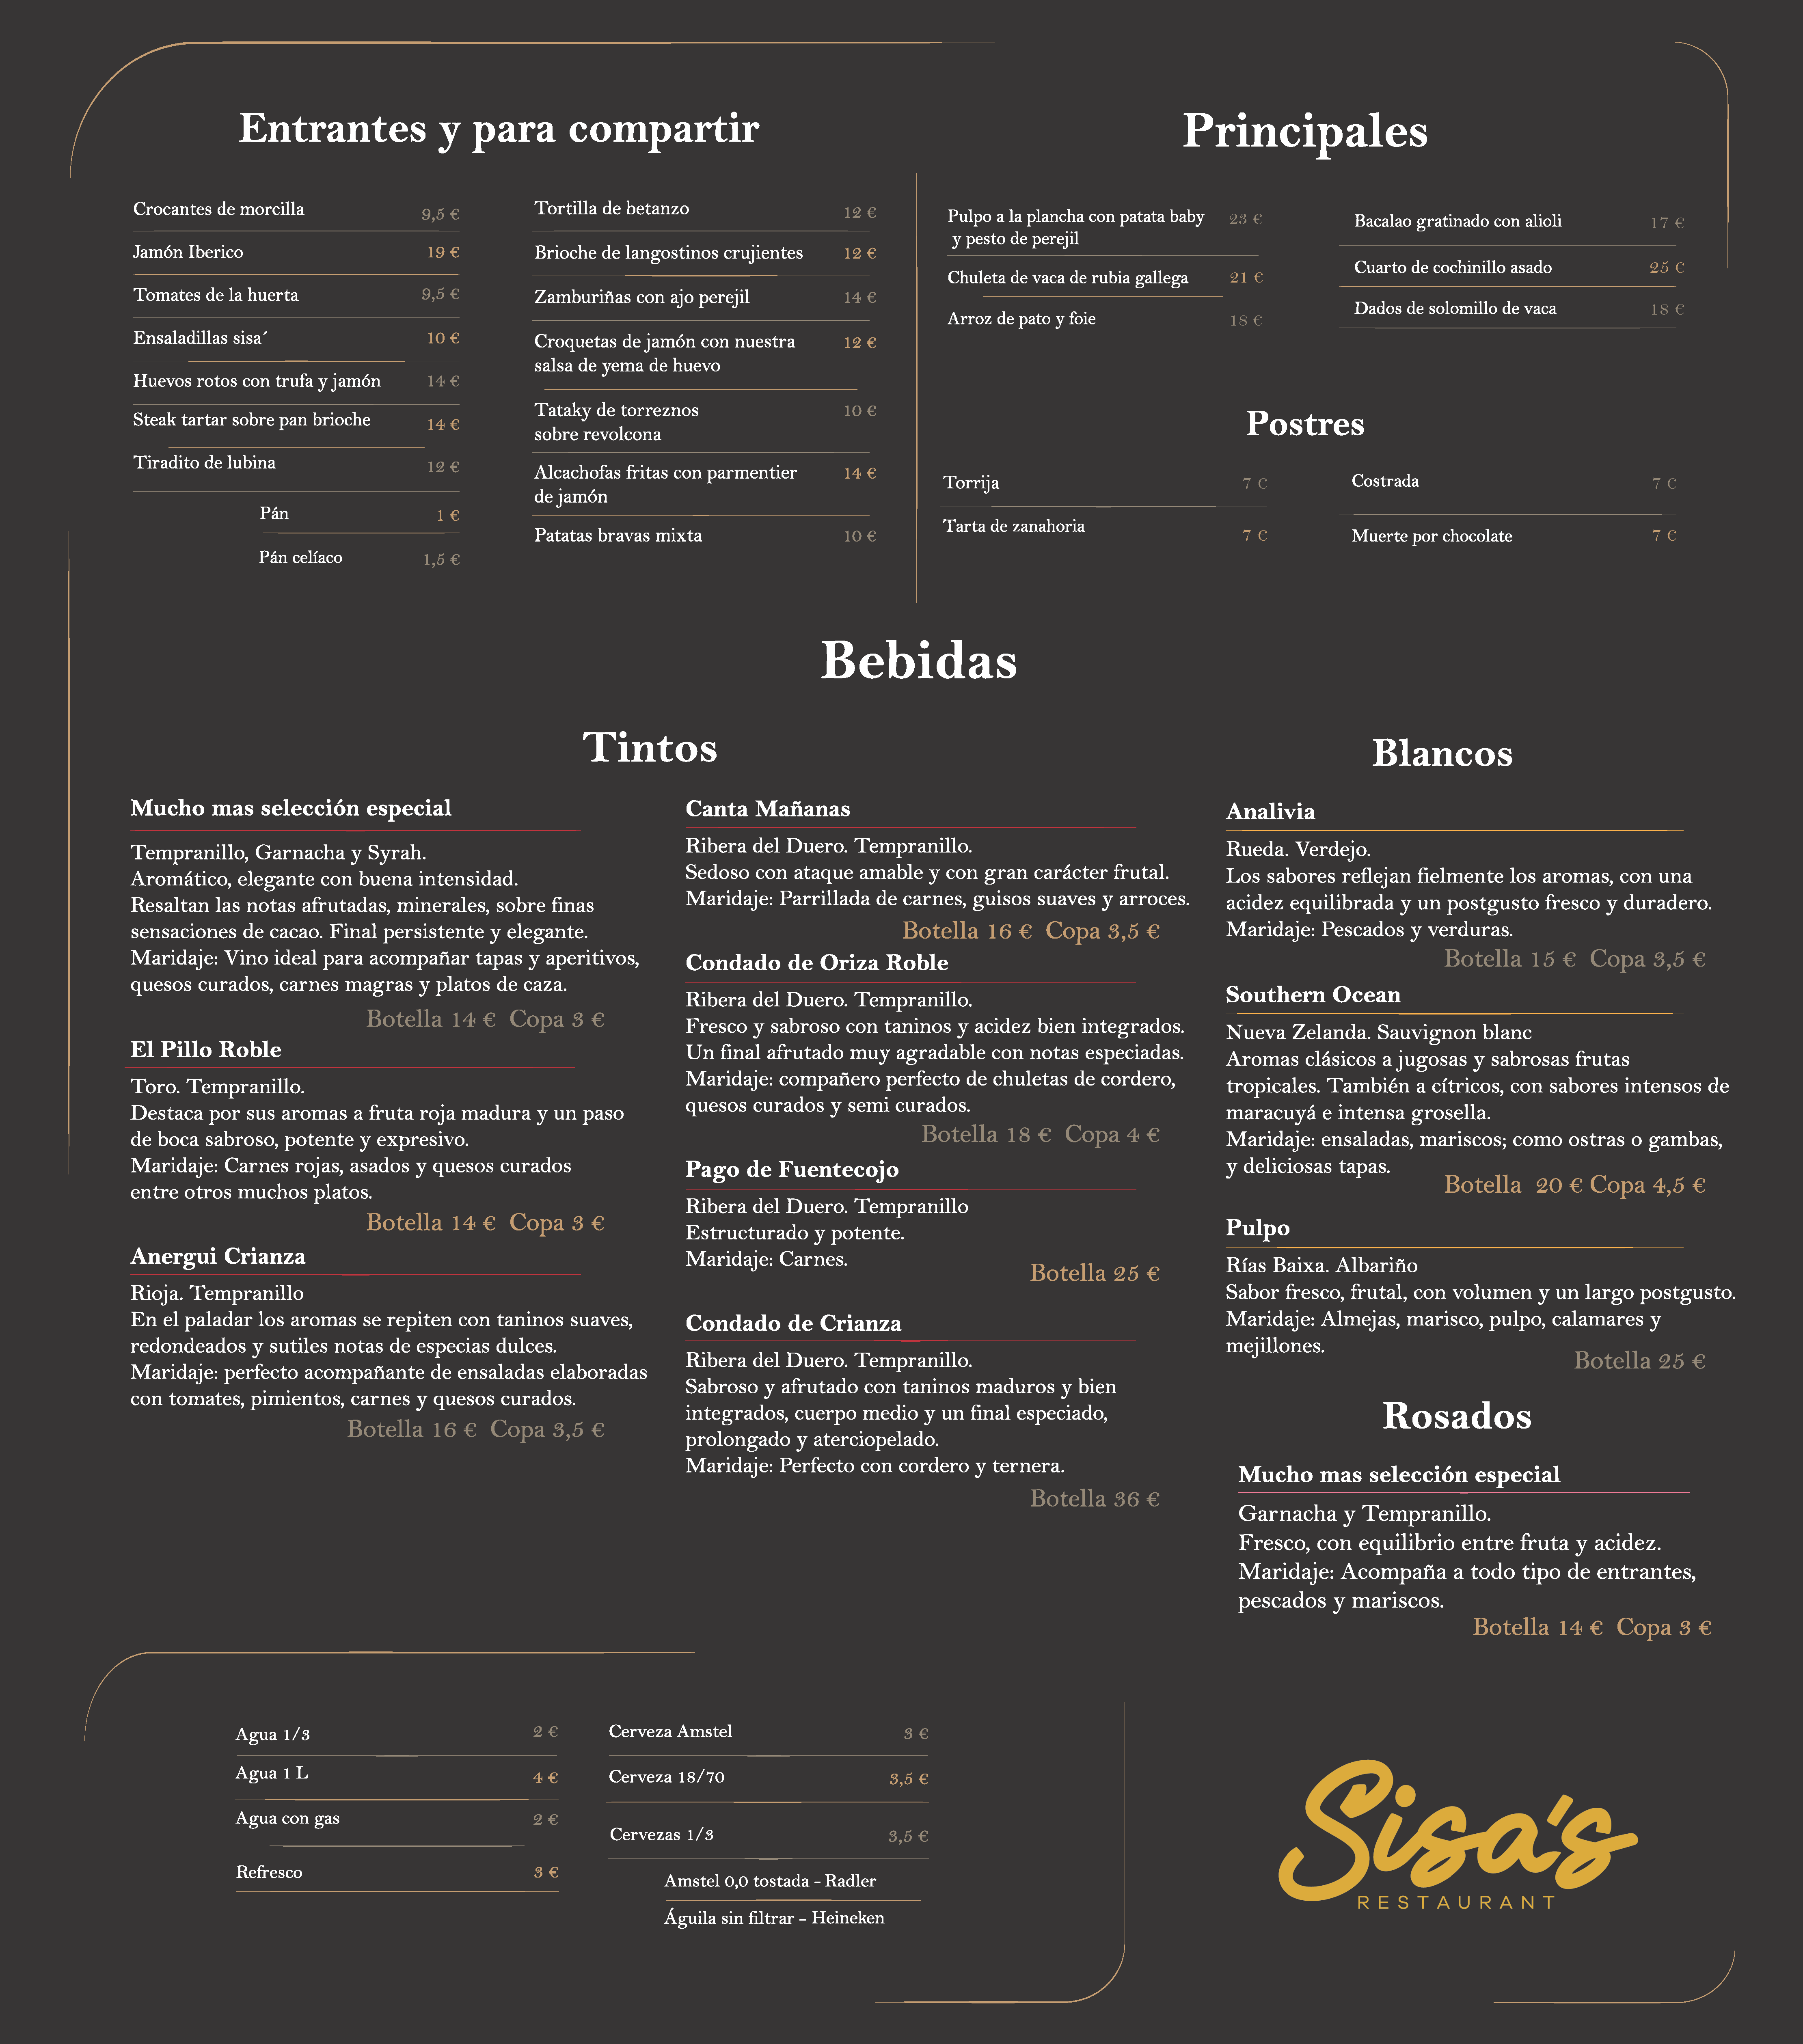 Entrantes y para compartir
Crocantes de morcilla 9,5 €
Jamón Iberico 19 €
Tomates de la huerta 9,5 €
Ensaladillas sisa´ 10 €
Huevos rotos con trufa y jamón 14 €
Steak tartar sobre pan brioche 14 €
Tiradito de lubina 12 €
Pán 1 €
Pán celíaco 1,5 €
Tortilla de betanzo 12 €
Brioche de langostinos crujientes 12 €
Zamburiñas con ajo perejil 14 €
Croquetas de jamón con nuestra 12 €
salsa de yema de huevo
Tataky de torreznos 10 €
sobre revolcona
Alcachofas fritas con parmentier 14 €
de jamón
Patatas bravas mixta 10 €
Principales
Pulpo a la plancha con patata baby 23 €
y pesto de perejil
Chuleta de vaca de rubia gallega 21 €
Arroz de pato y foie 18 €
Bacalao gratinado con alioli 17 €
Cuarto de cochinillo asado 25 €
Dados de solomillo de vaca 18 €
Postres
Torrija 7 €
Tarta de zanahoria 7 €
Costrada 7 €
Muerte por chocolate 7 €
Bebidas
Tintos
Mucho mas selección especial
Tempranillo, Garnacha y Syrah.
Aromático, elegante con buena intensidad.
Resaltan las notas afrutadas, minerales, sobre finas
sensaciones de cacao. Final persistente y elegante.
Maridaje: Vino ideal para acompañar tapas y aperitivos,
quesos curados, carnes magras y platos de caza.
Botella 14 € Copa 3 €
El Pillo Roble
Toro. Tempranillo.
Destaca por sus aromas a fruta roja madura y un paso
de boca sabroso, potente y expresivo.
Maridaje: Carnes rojas, asados y quesos curados
entre otros muchos platos.
Botella 14 € Copa 3 €
Anergui Crianza
Rioja. Tempranillo
En el paladar los aromas se repiten con taninos suaves,
redondeados y sutiles notas de especias dulces.
Maridaje: perfecto acompañante de ensaladas elaboradas
con tomates, pimientos, carnes y quesos curados.
Botella 16 € Copa 3,5 €
Canta Mañanas
Ribera del Duero. Tempranillo.
Sedoso con ataque amable y con gran carácter frutal.
Maridaje: Parrillada de carnes, guisos suaves y arroces.
Botella 16 € Copa 3,5 €
Condado de Oriza Roble
Ribera del Duero. Tempranillo.
Fresco y sabroso con taninos y acidez bien integrados.
Un final afrutado muy agradable con notas especiadas.
Maridaje: compañero perfecto de chuletas de cordero,
quesos curados y semi curados.
Botella 18 € Copa 4 €
Pago de Fuentecojo
Ribera del Duero. Tempranillo
Estructurado y potente.
Maridaje: Carnes.
Botella 25 €
Condado de Crianza
Ribera del Duero. Tempranillo.
Sabroso y afrutado con taninos maduros y bien
integrados, cuerpo medio y un final especiado,
prolongado y aterciopelado.
Maridaje: Perfecto con cordero y ternera.
Botella 36 €
Blancos
Analivia
Rueda. Verdejo.
Los sabores reflejan fielmente los aromas, con una
acidez equilibrada y un postgusto fresco y duradero.
Maridaje: Pescados y verduras.
Botella 15 € Copa 3,5 €
Southern Ocean
Nueva Zelanda. Sauvignon blanc
Aromas clásicos a jugosas y sabrosas frutas
tropicales. También a cítricos, con sabores intensos de
maracuyá e intensa grosella.
Maridaje: ensaladas, mariscos; como ostras o gambas,
y deliciosas tapas.
Botella 20 € Copa 4,5 €
Pulpo
Rías Baixa. Albariño
Sabor fresco, frutal, con volumen y un largo postgusto.
Maridaje: Almejas, marisco, pulpo, calamares y
mejillones.
Botella 25 €
Rosados
Mucho mas selección especial
Garnacha y Tempranillo.
Fresco, con equilibrio entre fruta y acidez.
Maridaje: Acompaña a todo tipo de entrantes,
pescados y mariscos.
Botella 14 € Copa 3 €
Agua 1/3 2 €
Agua 1 L 4 €
Agua con gas 2 €
Refresco 3 €
Cerveza Amstel 3 €
Cerveza 18/70 3,5 €
Cervezas 1/3 3,5 €
Amstel 0,0 tostada - Radler
Águila sin filtrar - Heineken
Sisa's
RESTAURANT